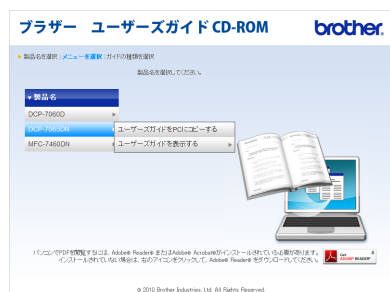 ブラザー ユーザーズガイド CD-ROM
brother
製品名を選択 | メニューを選択 | ガイドの種類を選択
製品名を選択してください。
製品名
DCP-7060D
DCP-7065DN
ユーザーズガイドをPCにコピーする
MFC-7460DN
ユーザーズガイドを表示する
パソコンでPDFを閲覧するには、Adobe® Reader® またはAdobe® Acrobat®がインストールされている必要があります。
インストールされていない場合は、右のアイコンをクリックして、Adobe® Reader® をダウンロードしてください。
Get
ADOBE® READER®
© 2010 Brother Industries, Ltd. All Rights Reserved.